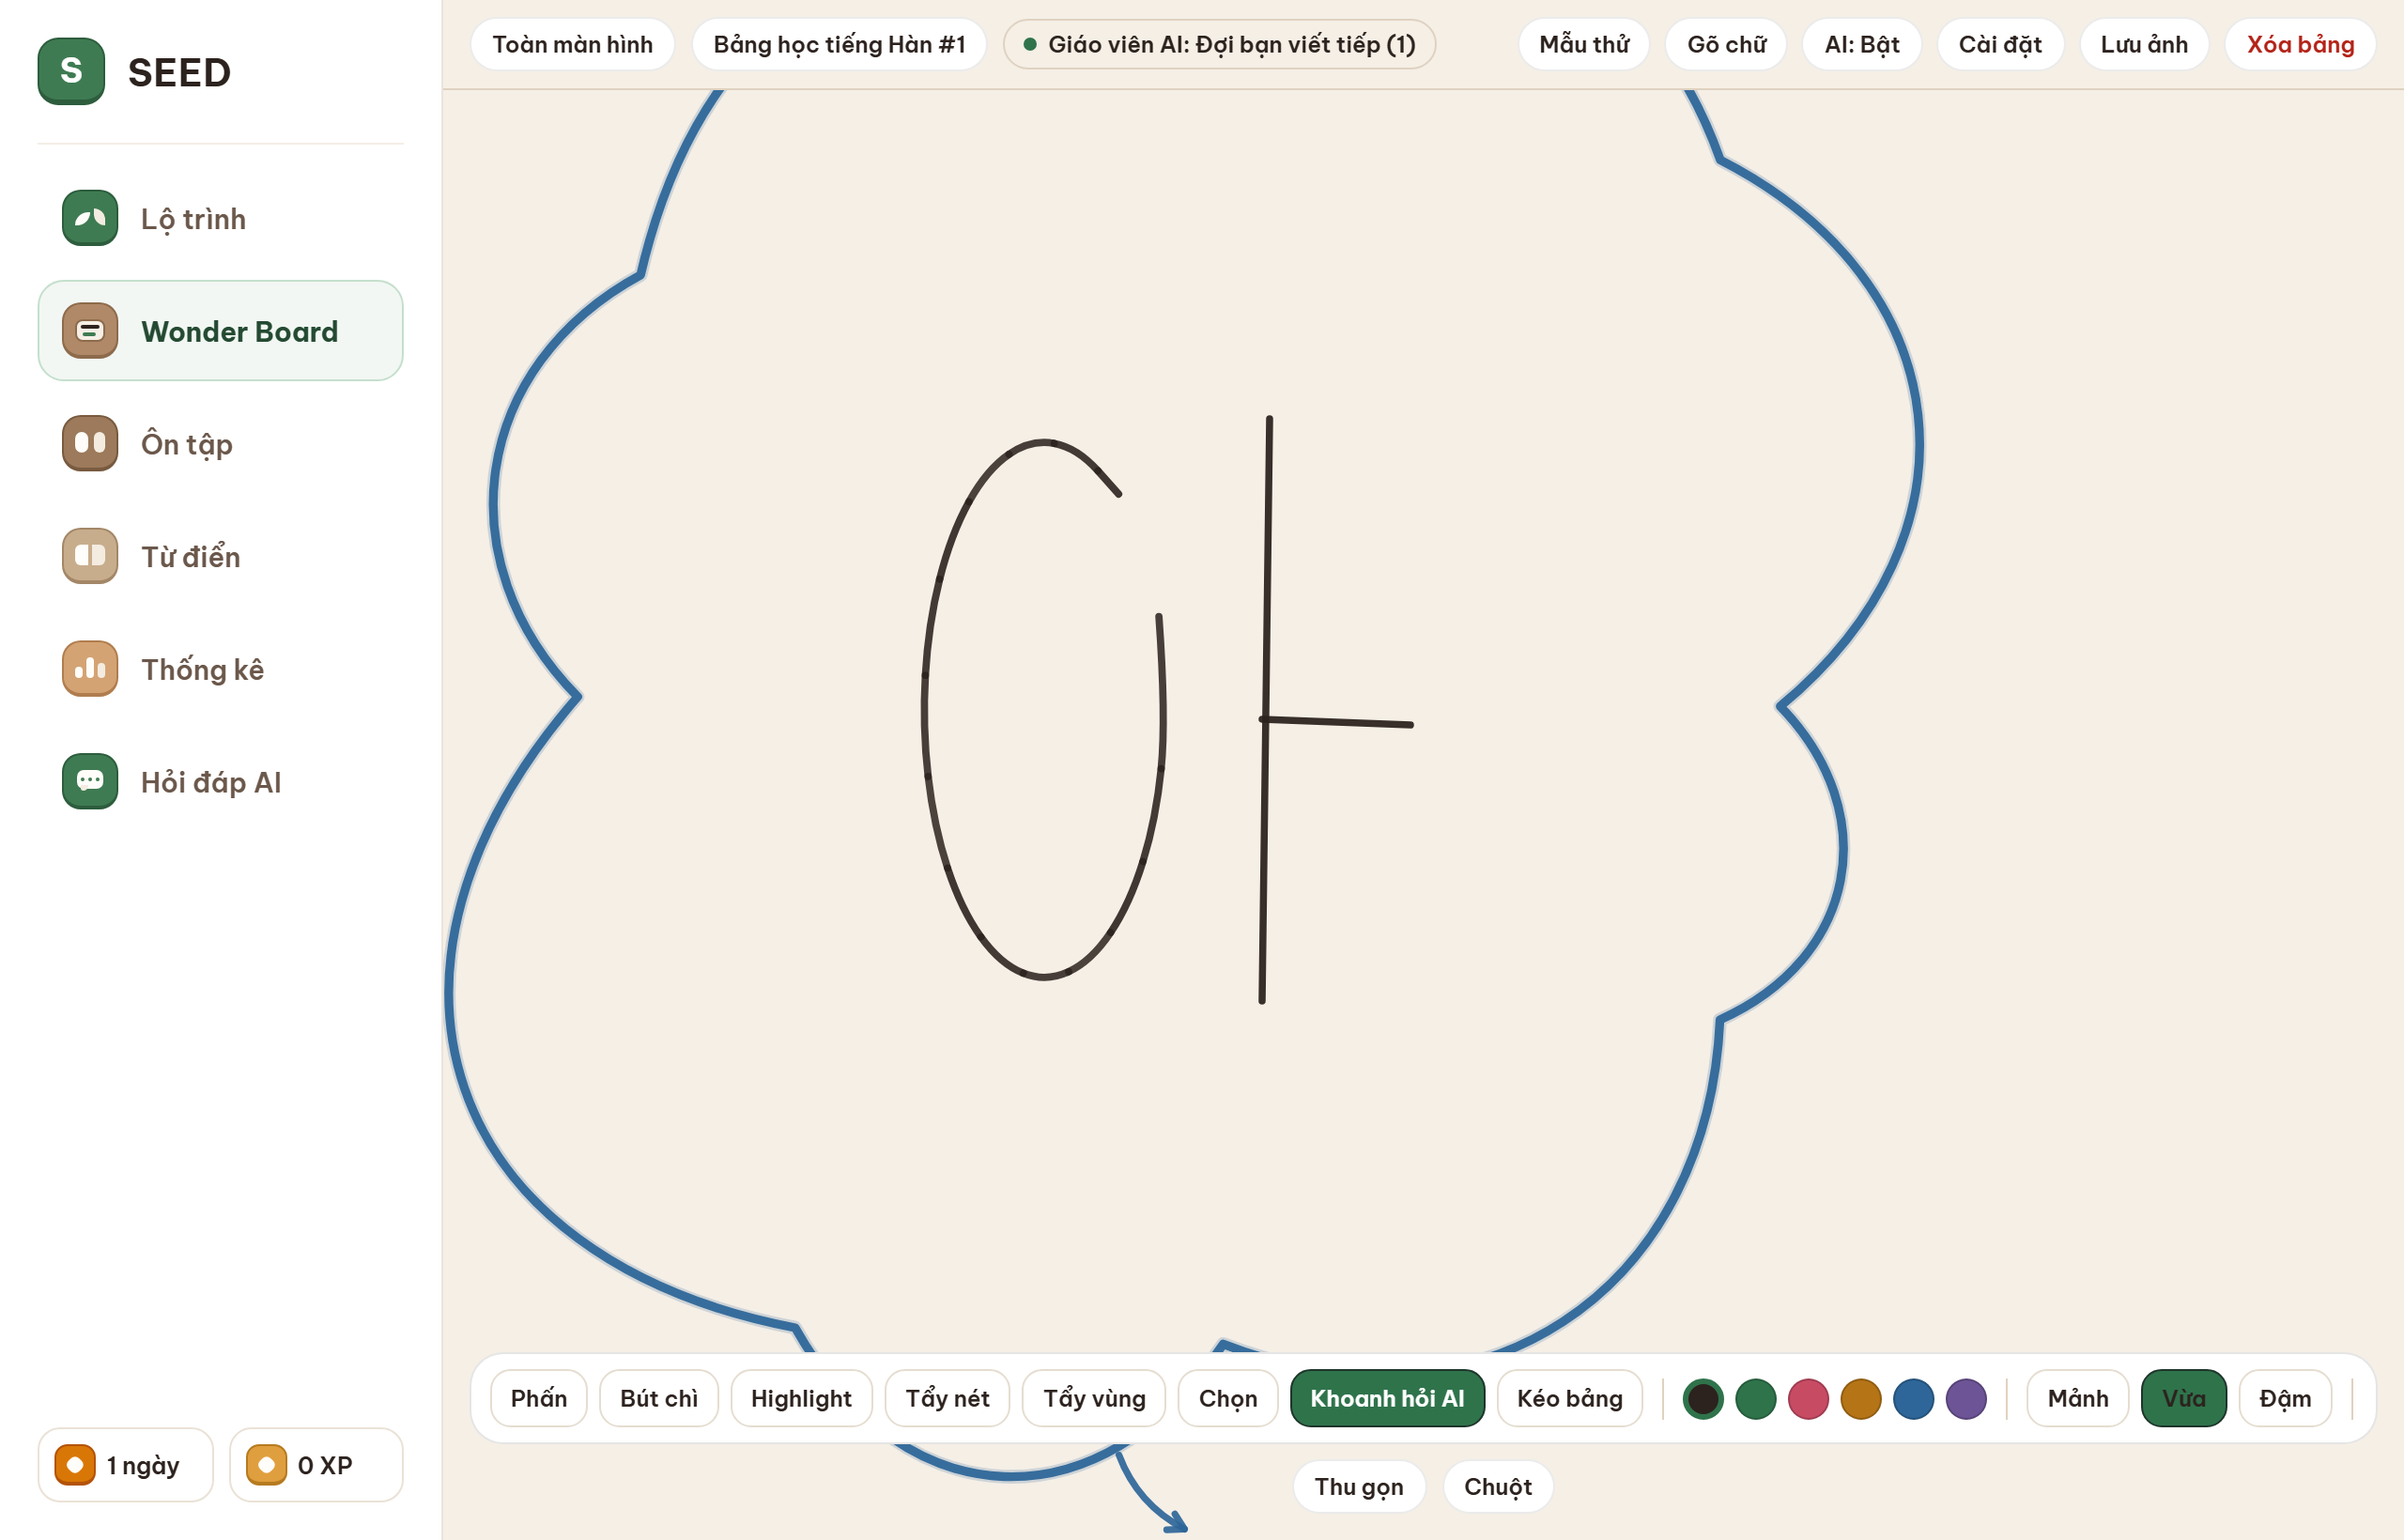 S SEED
Lộ trình
Wonder Board
Ôn tập
Từ điển
Thống kê
Hỏi đáp AI
1 ngày 0 XP
Toàn màn hình Bảng học tiếng Hàn #1 Giáo viên AI: Đợi bạn viết tiếp (1) Mẫu thử Gõ chữ AI: Bật Cài đặt Lưu ảnh Xóa bảng
아
Phấn Bút chì Highlight Tẩy nét Tẩy vùng Chọn Khoanh hỏi AI Kéo bảng Mảnh Vừa Đậm
Thu gọn Chuột